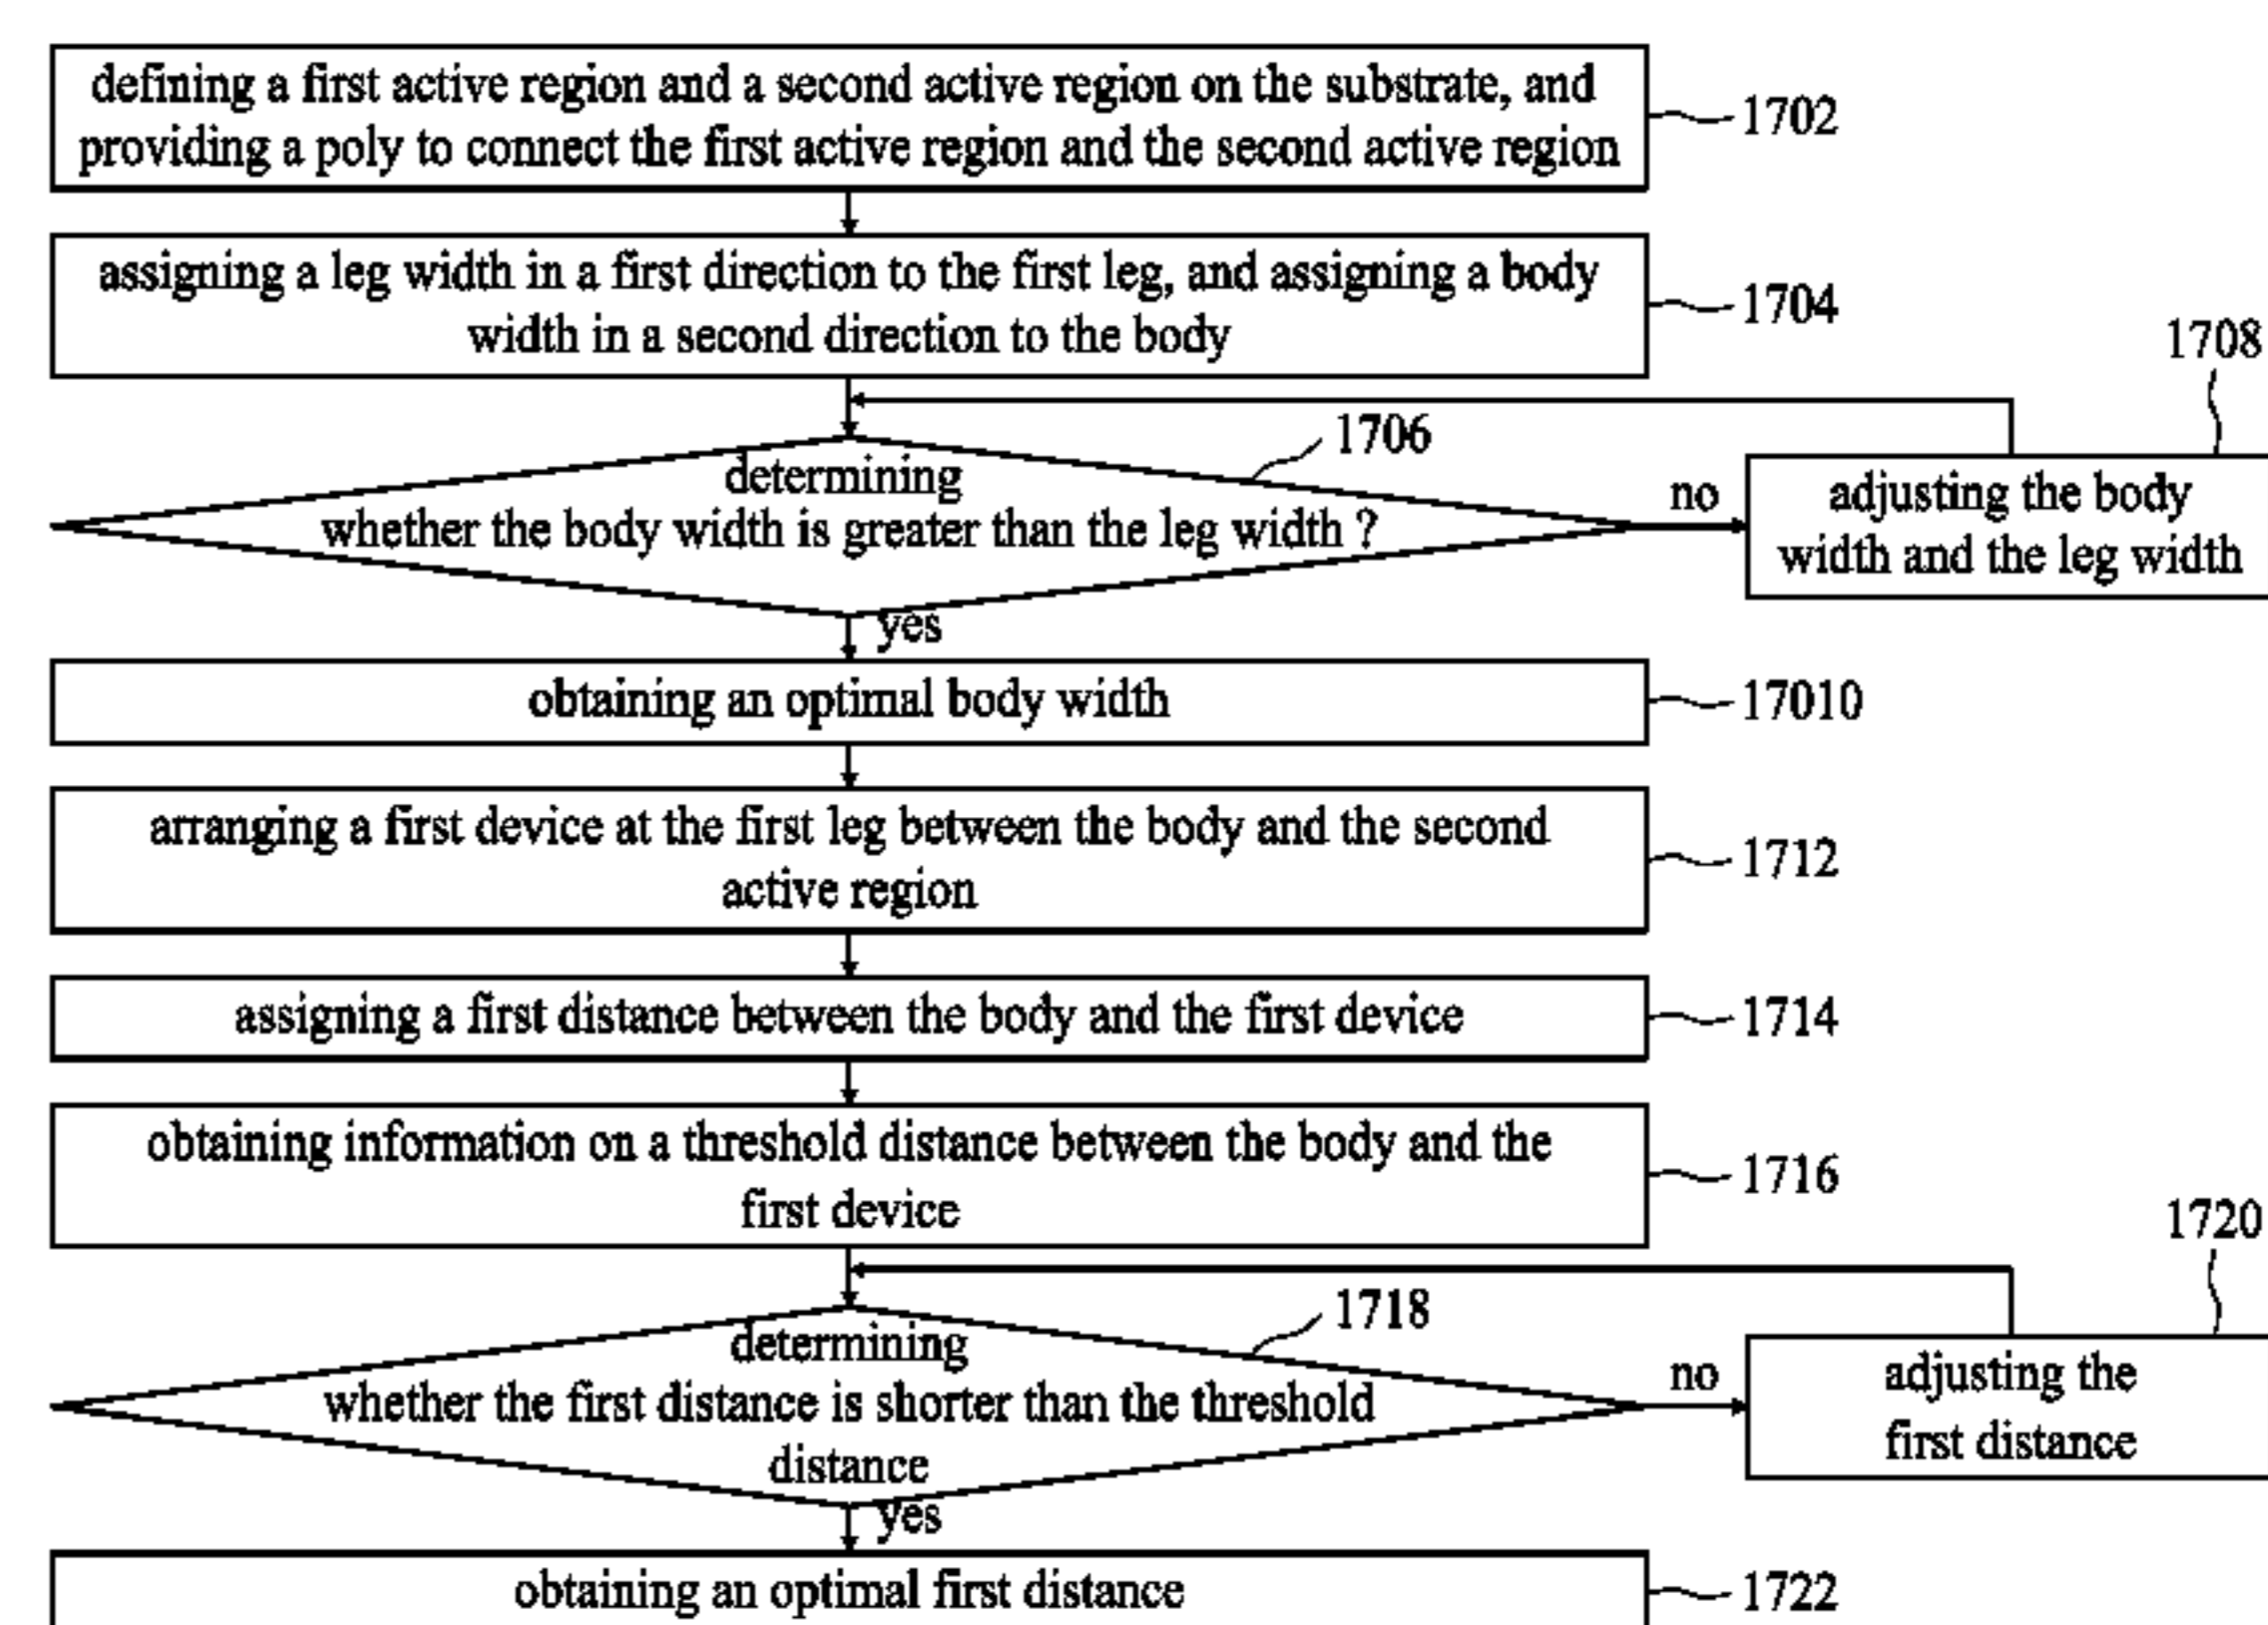 defining a first active region and a second active region on the substrate, and
providing a poly to connect the first active region and the second active region
1702
assigning a leg width in a first direction to the first leg, and assigning a body
width in a second direction to the body
1704
1708
1706
determining
whether the body width is greater than the leg width ?
no
adjusting the body
width and the leg width
yes
obtaining an optimal body width
17010
arranging a first device at the first leg between the body and the second
active region
1712
assigning a first distance between the body and the first device
1714
obtaining information on a threshold distance between the body and the
first device
1716
1720
1718
determining
whether the first distance is shorter than the threshold
distance
no
adjusting the
first distance
yes
obtaining an optimal first distance
1722